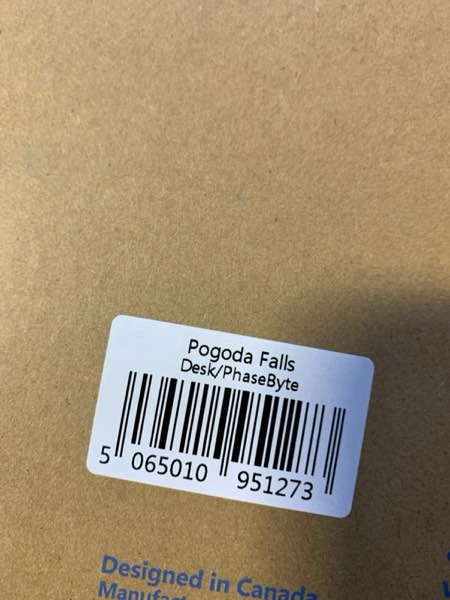 Pogoda Falls
Desk/PhaseByte
5 065010 951273
Designed in Canada